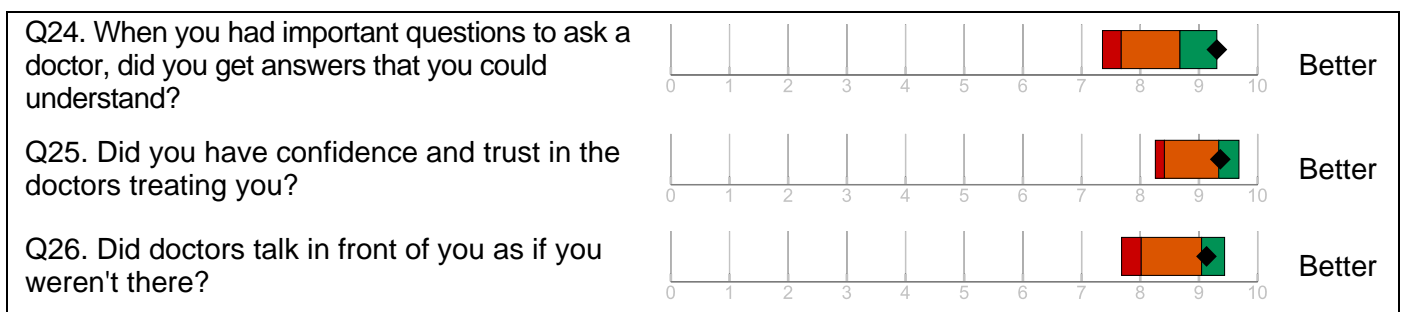 Q24. When you had important questions to ask a
doctor, did you get answers that you could
understand?
0 1 2 3 4 5 6 7 8 9 10
Better
Q25. Did you have confidence and trust in the
doctors treating you?
0 1 2 3 4 5 6 7 8 9 10
Better
Q26. Did doctors talk in front of you as if you
weren't there?
0 1 2 3 4 5 6 7 8 9 10
Better